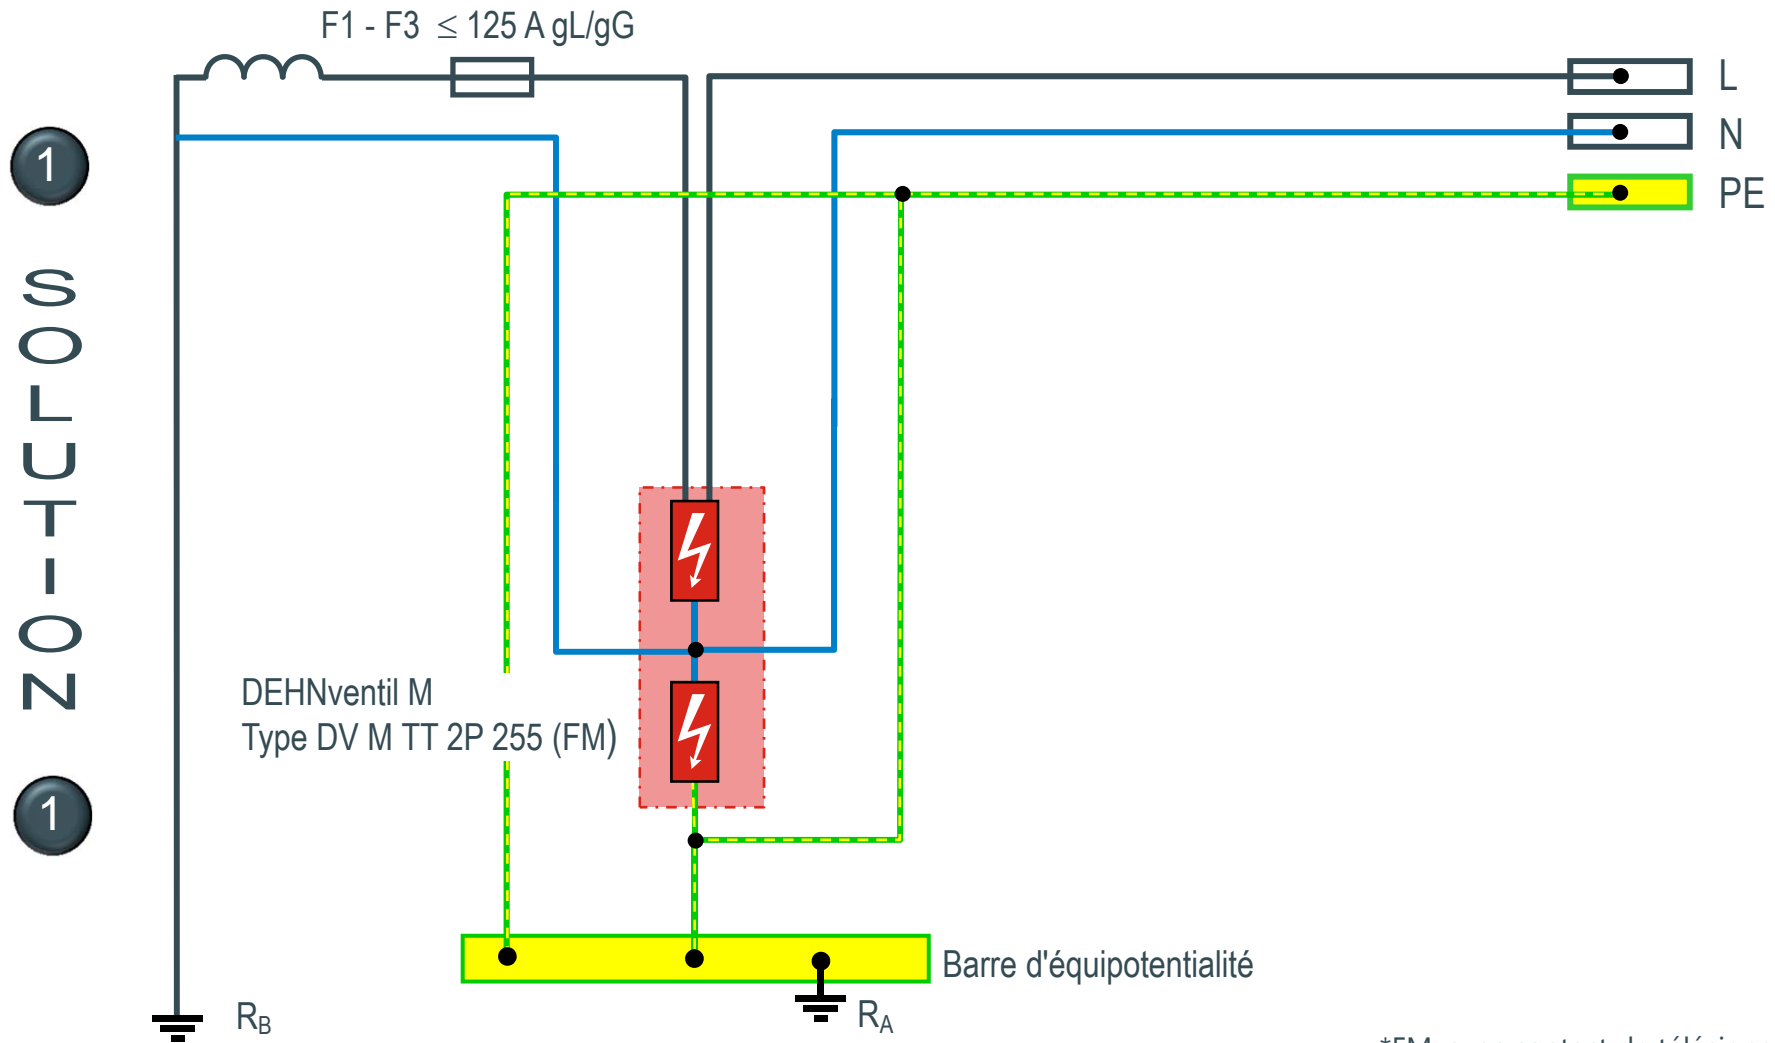 F1 - F3 ≤ 125 A gL/gG
L
N
PE
1
SOLUTION
1
DEHNventil M
Type DV M TT 2P 255 (FM)
Barre d'équipotentialité
RB
RA